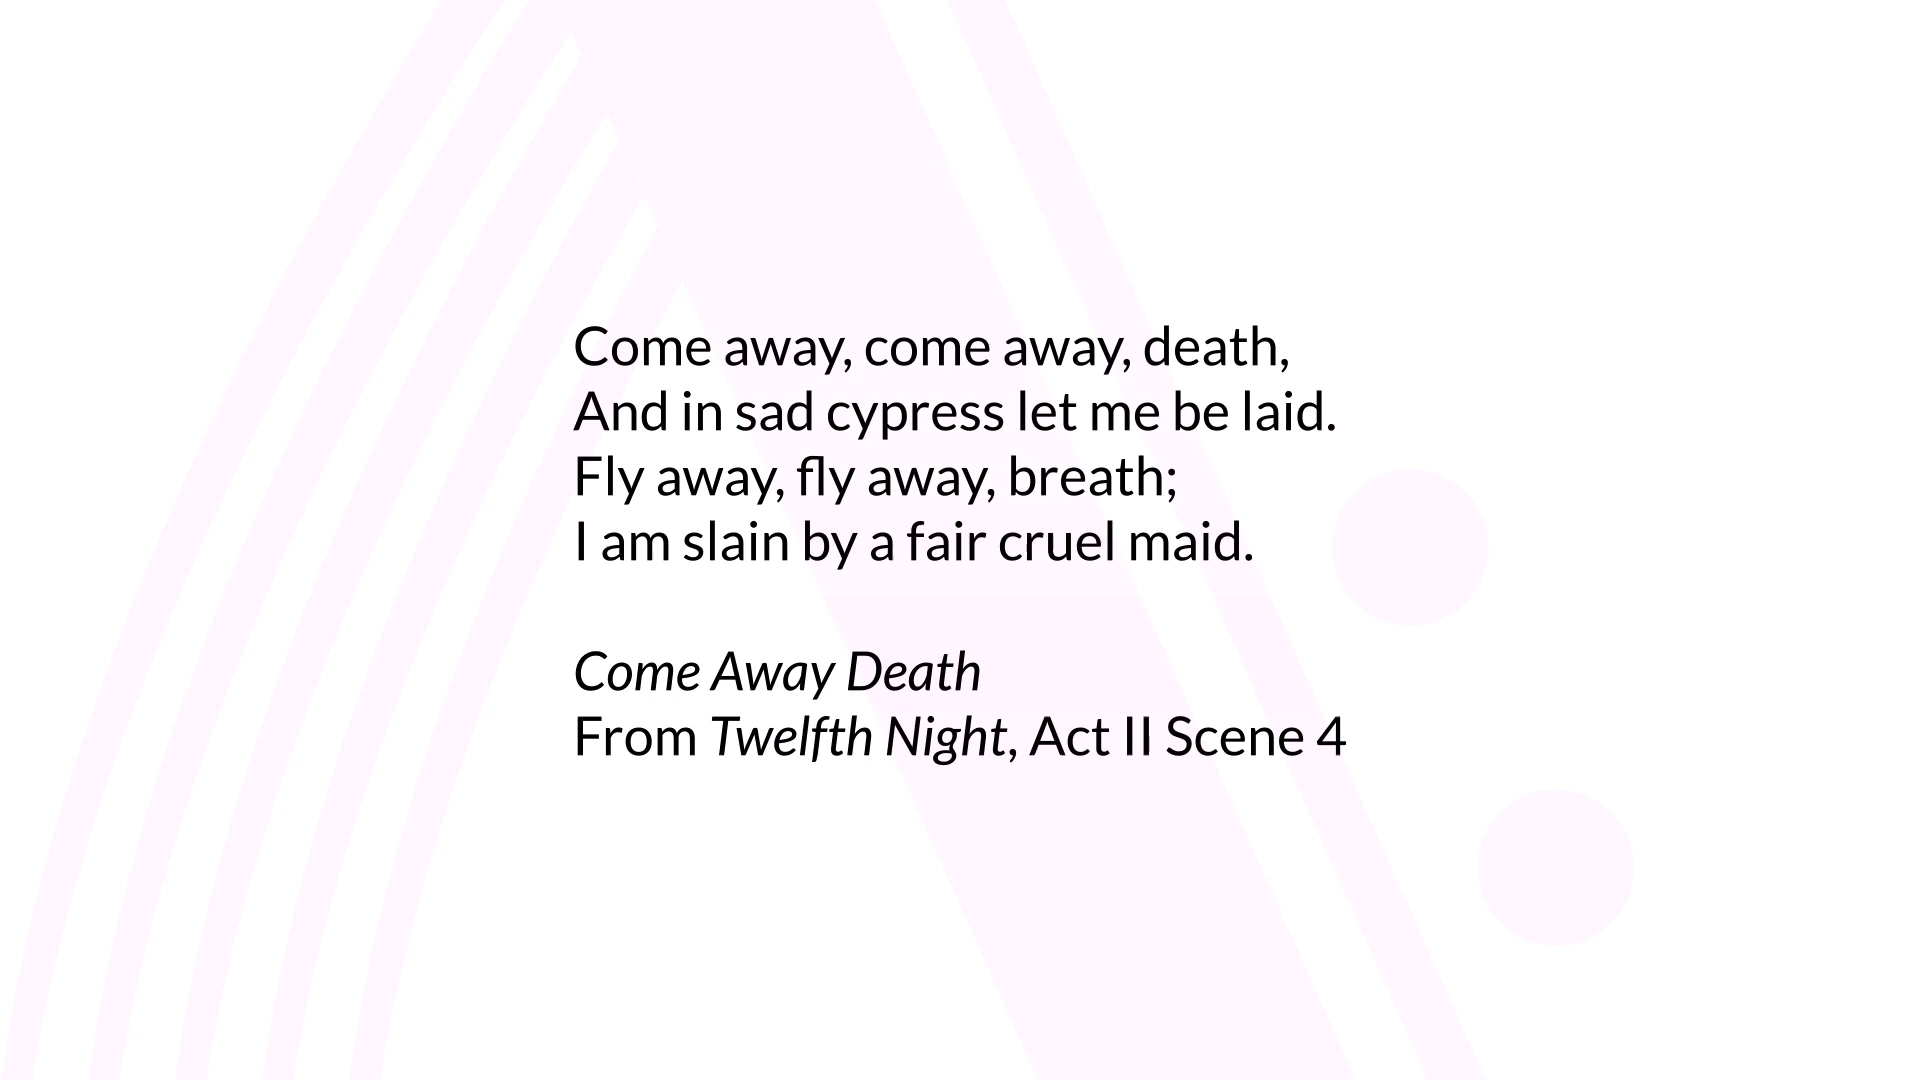 Come away, come away, death,
And in sad cypress let me be laid.
Fly away, fly away, breath;
I am slain by a fair cruel maid.
Come Away Death
From Twelfth Night, Act II Scene 4